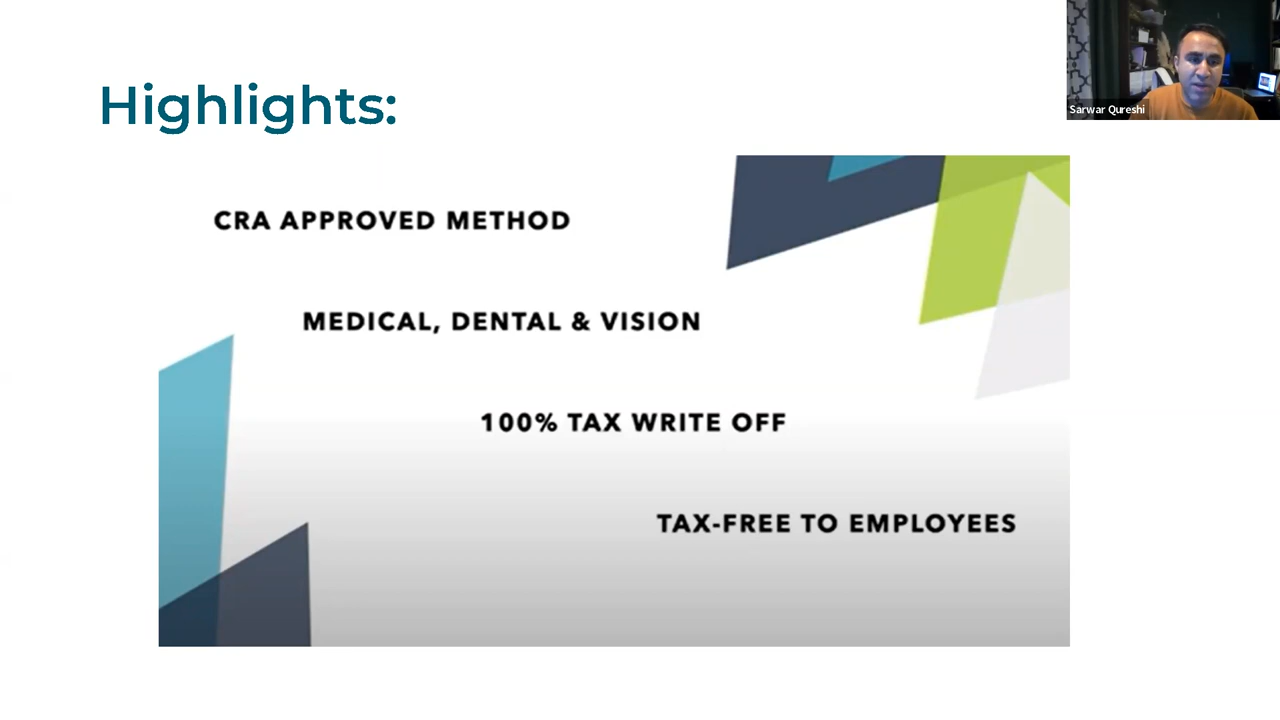 Highlights:
Sarwar Qureshi
CRA APPROVED METHOD
MEDICAL, DENTAL & VISION
100% TAX WRITE OFF
TAX-FREE TO EMPLOYEES